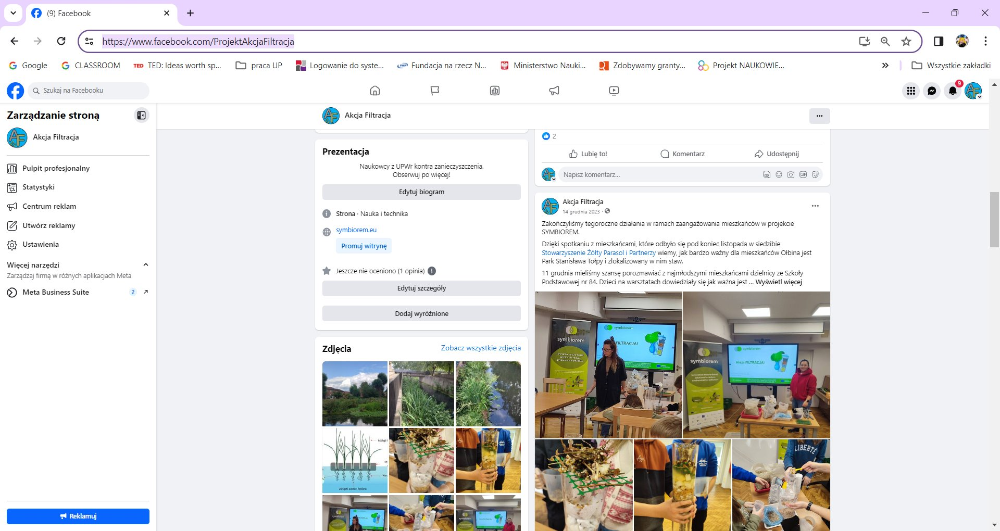 (9) Facebook
https://www.facebook.com/ProjektAkcjaFiltracja
Google
CLASSROOM
TED
TED: Ideas worth sp...
praca UP
Logowanie do syste...
Fundacja na rzecz N...
Ministerstwo Nauki...
Zdobywamy granty,...
Projekt NAUKOWIE...
Wszystkie zakładki
Szukaj na Facebooku
9
Zarządzanie stroną
Akcja Filtracja
Pulpit profesjonalny
Statystyki
Centrum reklam
Utwórz reklamy
Ustawienia
Więcej narzędzi
Zarządzaj firmą w różnych aplikacjach Meta
Meta Business Suite
2
Reklamuj
Akcja Filtracja
Prezentacja
Naukowcy z UPWr kontra zanieczyszczenia.
Obserwuj po więcej!
Edytuj biogram
Strona · Nauka i technika
symbiorem.eu
Promuj witrynę
Jeszcze nie oceniono (1 opinia)
Edytuj szczegóły
Dodaj wyróżnione
Zdjęcia
Zobacz wszystkie zdjęcia
Związki azotu i fosforu
2
Lubię to!
Komentarz
Udostępnij
Napisz komentarz...
GIF
Akcja Filtracja
14 grudnia 2023 ·
Zakończyliśmy tegoroczne działania w ramach zaangażowania mieszkańców w projekcie
SYMBIOREM.
Dzięki spotkaniu z mieszkańcami, które odbyło się pod koniec listopada w siedzibie
Stowarzyszenie Żółty Parasol i Partnerzy wiemy, jak bardzo ważny dla mieszkańców Ołbina jest
Park Stanisława Tołpy i zlokalizowany w nim staw.
11 grudnia mieliśmy szansę porozmawiać z najmłodszymi mieszkańcami dzielnicy ze Szkoły
Podstawowej nr 84. Dzieci na warsztatach dowiedziały się jak ważna jest ... Wyświetl więcej
symbiorem
symbiorem
FILTRACJA!
symbiorem
symbiorem
Akcja FILTRACJA!
LIBERTÉ